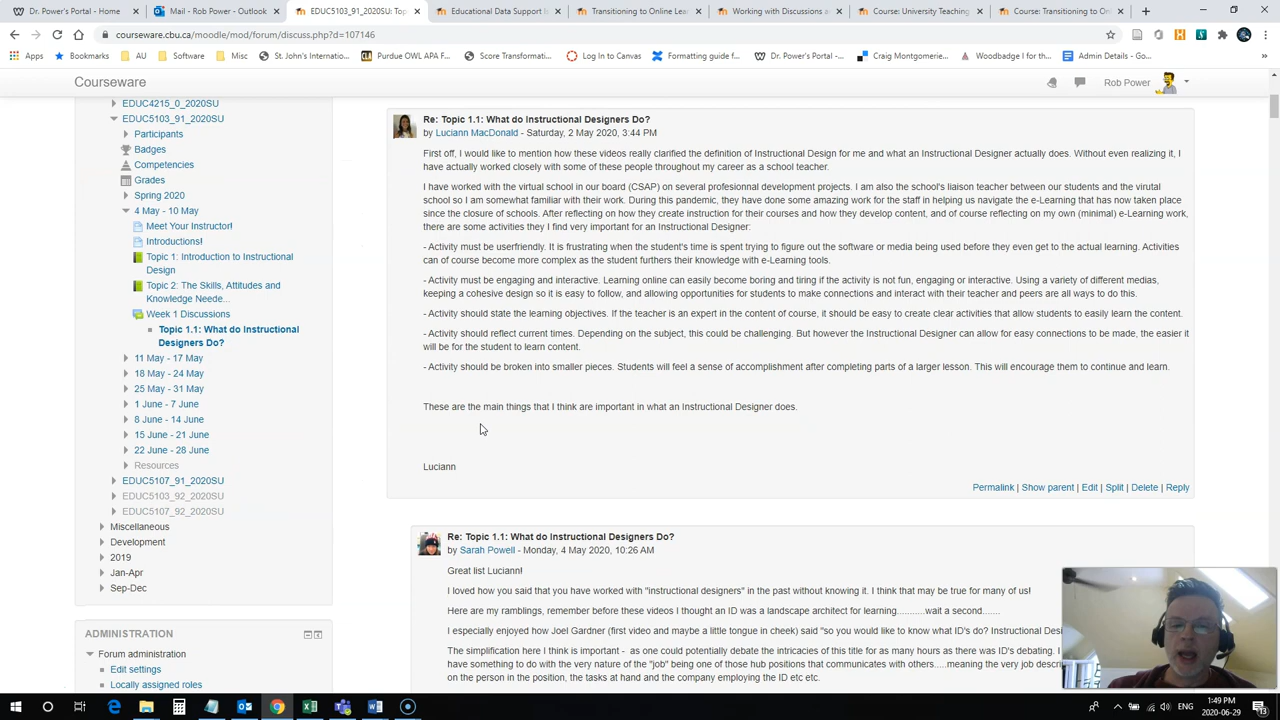 Dr. Power's Portal - Home
Mail - Rob Power - Outlook
EDUC5103_91_2020SU: Top
Educational Data Support
Transitioning to Online Lea
Working with Discussions a
Course: University Teaching
Course: Transitioning to Onl
courseware.cbu.ca/moodle/mod/forum/discuss.php?d=107146
Apps
Bookmarks
AU
Software
Misc
St. John's Internatio...
Purdue OWL APA F...
Score Transformatio...
Log In to Canvas
Formatting guide f...
Dr. Power's Portal -...
Craig Montgomerie...
Woodbadge I for th...
Admin Details - Go...
Courseware
Rob Power
EDUC4215_0_2020SU
EDUC5103_91_2020SU
Participants
Badges
Competencies
Grades
Spring 2020
4 May - 10 May
Meet Your Instructor!
Introductions!
Topic 1: Introduction to Instructional
Design
Topic 2: The Skills, Attitudes and
Knowledge Neede...
Week 1 Discussions
Topic 1.1: What do Instructional
Designers Do?
11 May - 17 May
18 May - 24 May
25 May - 31 May
1 June - 7 June
8 June - 14 June
15 June - 21 June
22 June - 28 June
Resources
EDUC5107_91_2020SU
EDUC5103_92_2020SU
EDUC5107_92_2020SU
Miscellaneous
Development
2019
Jan-Apr
Sep-Dec
ADMINISTRATION
Forum administration
Edit settings
Locally assigned roles
Re: Topic 1.1: What do Instructional Designers Do?
by Luciann MacDonald - Saturday, 2 May 2020, 3:44 PM
First off, I would like to mention how these videos really clarified the definition of Instructional Design for me and what an Instructional Designer actually does. Without even realizing it, I
have actually worked closely with some of these people throughout my career as a school teacher.
I have worked with the virtual school in our board (CSAP) on several profesionnal development projects. I am also the school's liaison teacher between our students and the virutal
school so I am somewhat familiar with their work. During this pandemic, they have done some amazing work for the staff in helping us navigate the e-Learning that has now taken place
since the closure of schools. After reflecting on how they create instruction for their courses and how they develop content, and of course reflecting on my own (minimal) e-Learning work,
there are some activities they I find very important for an Instructional Designer:
- Activity must be userfriendly. It is frustrating when the student's time is spent trying to figure out the software or media being used before they even get to the actual learning. Activities
can of course become more complex as the student furthers their knowledge with e-Learning tools.
- Activity must be engaging and interactive. Learning online can easily become boring and tiring if the activity is not fun, engaging or interactive. Using a variety of different medias,
keeping a cohesive design so it is easy to follow, and allowing opportunities for students to make connections and interact with their teacher and peers are all ways to do this.
- Activity should state the learning objectives. If the teacher is an expert in the content of course, it should be easy to create clear activities that allow students to easily learn the content.
- Activity should reflect current times. Depending on the subject, this could be challenging. But however the Instructional Designer can allow for easy connections to be made, the easier it
will be for the student to learn content.
- Activity should be broken into smaller pieces. Students will feel a sense of accomplishment after completing parts of a larger lesson. This will encourage them to continue and learn.
These are the main things that I think are important in what an Instructional Designer does.
Luciann
Permalink | Show parent | Edit | Split | Delete | Reply
Re: Topic 1.1: What do Instructional Designers Do?
by Sarah Powell - Monday, 4 May 2020, 10:26 AM
Great list Luciann!
I loved how you said that you have worked with "instructional designers" in the past without knowing it. I think that may be true for many of us!
Here are my ramblings, remember before these videos I thought an ID was a landscape architect for learning...........wait a second.......
I especially enjoyed how Joel Gardner (first video and maybe a little tongue in cheek) said "so you would like to know what ID's do? Instructional Des
The simplification here I think is important - as one could potentially debate the intricacies of this title for as many hours as there was ID's debating. I
have something to do with the very nature of the "job" being one of those hub positions that communicates with others.....meaning the very job descri
on the person in the position, the tasks at hand and the company employing the ID etc etc.
ENG
1:49 PM
2020-06-29